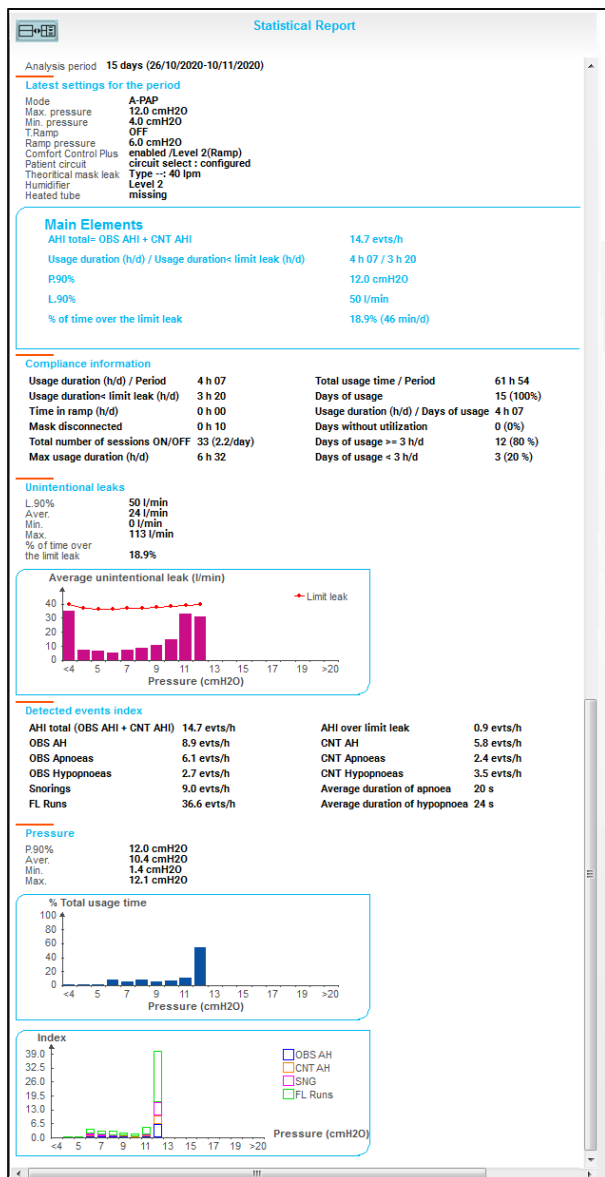 Statistical Report
Analysis period 15 days (26/10/2020-10/11/2020)
Latest settings for the period
Mode A-PAP
Max. pressure 12.0 cmH2O
Min. pressure 4.0 cmH2O
T.Ramp OFF
Ramp pressure 6.0 cmH2O
Comfort Control Plus enabled /Level 2(Ramp)
Patient circuit circuit select : configured
Theoritical mask leak Type --: 40 lpm
Humidifier Level 2
Heated tube missing
Main Elements
AHI total= OBS AHI + CNT AHI 14.7 evts/h
Usage duration (h/d) / Usage duration< limit leak (h/d) 4 h 07 / 3 h 20
P.90% 12.0 cmH2O
L.90% 50 l/min
% of time over the limit leak 18.9% (46 min/d)
Compliance information
Usage duration (h/d) / Period 4 h 07 Total usage time / Period 61 h 54
Usage duration< limit leak (h/d) 3 h 20 Days of usage 15 (100%)
Time in ramp (h/d) 0 h 00 Usage duration (h/d) / Days of usage 4 h 07
Mask disconnected 0 h 10 Days without utilization 0 (0%)
Total number of sessions ON/OFF 33 (2.2/day) Days of usage >= 3 h/d 12 (80 %)
Max usage duration (h/d) 6 h 32 Days of usage < 3 h/d 3 (20 %)
Unintentional leaks
L.90% 50 l/min
Aver. 24 l/min
Min. 0 l/min
Max. 113 l/min
% of time over
the limit leak 18.9%
Average unintentional leak (l/min)
Limit leak
40
30
20
10
0
<4 5 7 9 11 13 15 17 19 >20
Pressure (cmH2O)
Detected events index
AHI total (OBS AHI + CNT AHI) 14.7 evts/h AHI over limit leak 0.9 evts/h
OBS AH 8.9 evts/h CNT AH 5.8 evts/h
OBS Apnoeas 6.1 evts/h CNT Apnoeas 2.4 evts/h
OBS Hypopnoeas 2.7 evts/h CNT Hypopnoeas 3.5 evts/h
Snorings 9.0 evts/h Average duration of apnoea 20 s
FL Runs 36.6 evts/h Average duration of hypopnoea 24 s
Pressure
P.90% 12.0 cmH2O
Aver. 10.4 cmH2O
Min. 1.4 cmH2O
Max. 12.1 cmH2O
% Total usage time
100
80
60
40
20
0
<4 5 7 9 11 13 15 17 19 >20
Pressure (cmH2O)
Index
39.0
32.5
26.0
19.5
13.0
6.5
0.0
OBS AH
CNT AH
SNG
FL Runs
Pressure (cmH2O)
<4 5 7 9 11 13 15 17 19 >20